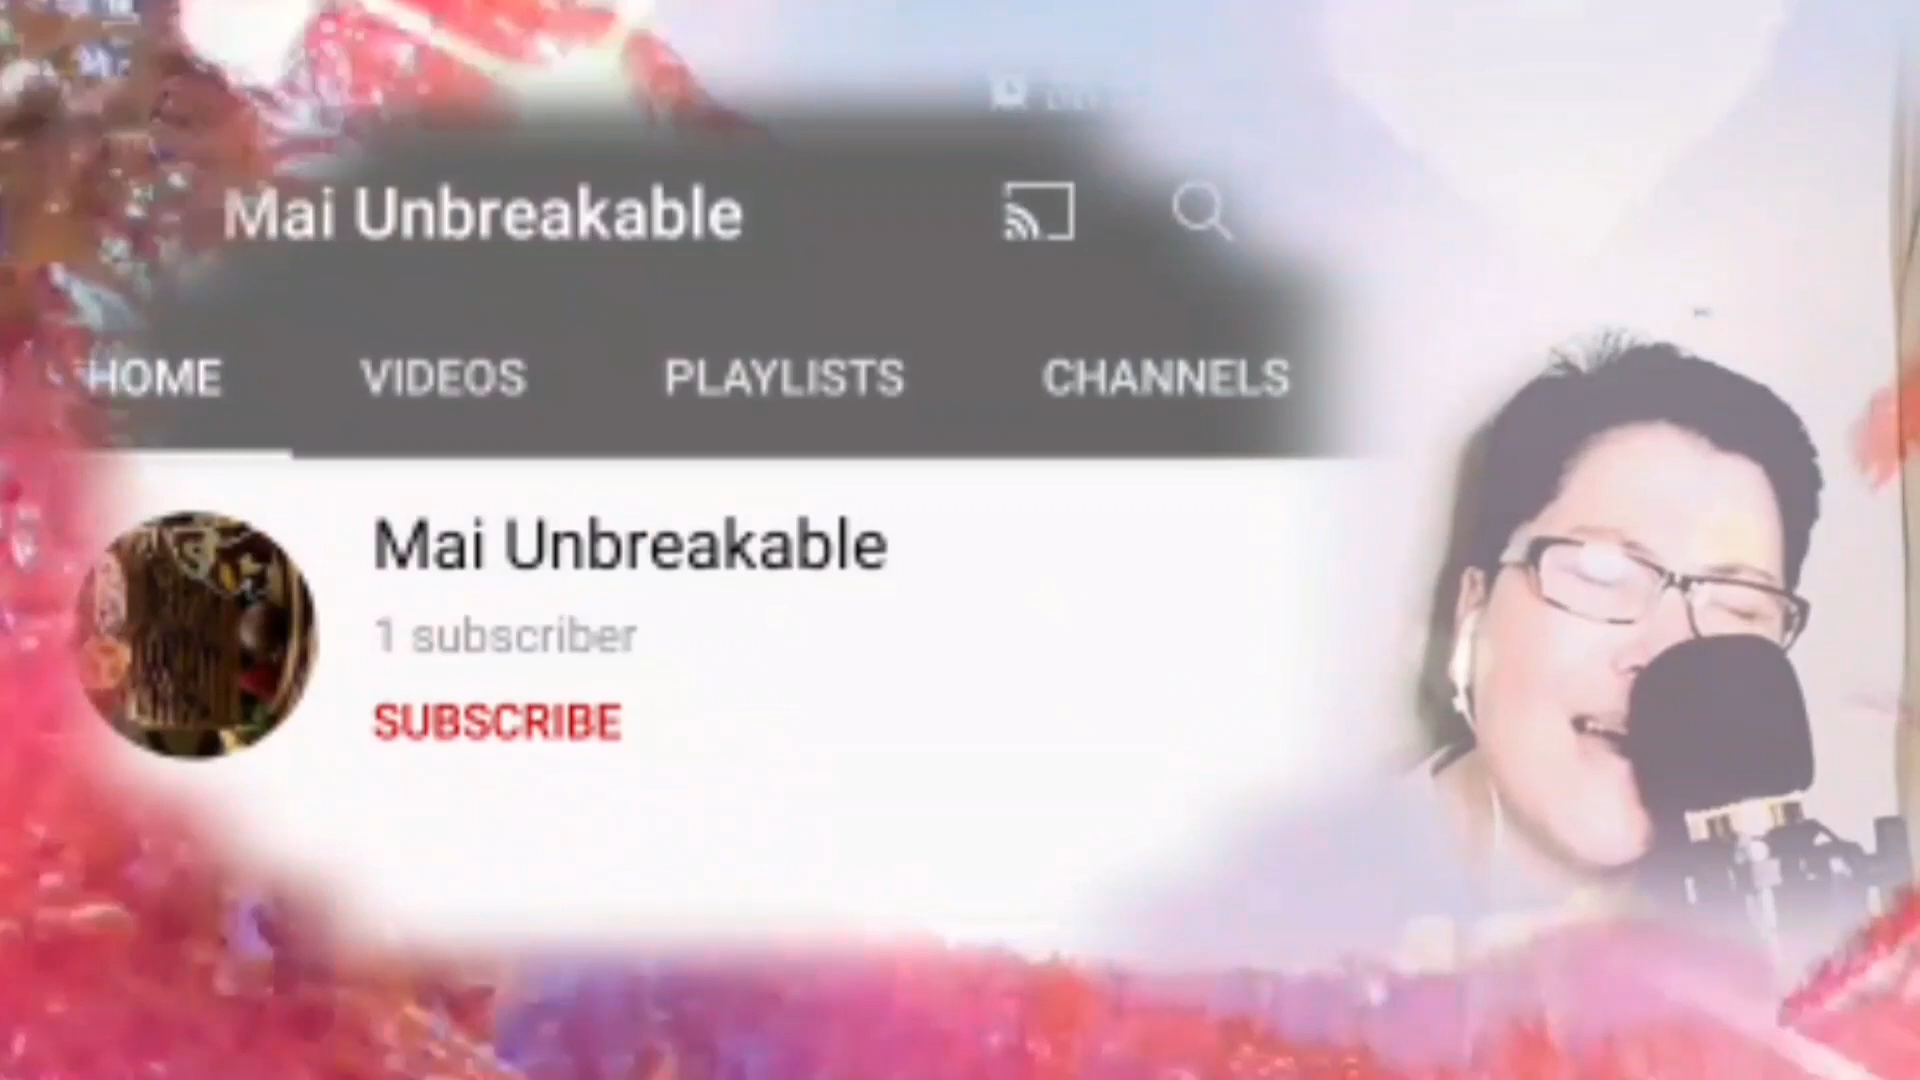 Mai Unbreakable
HOME VIDEOS PLAYLISTS CHANNELS
Mai Unbreakable
1 subscriber
SUBSCRIBE